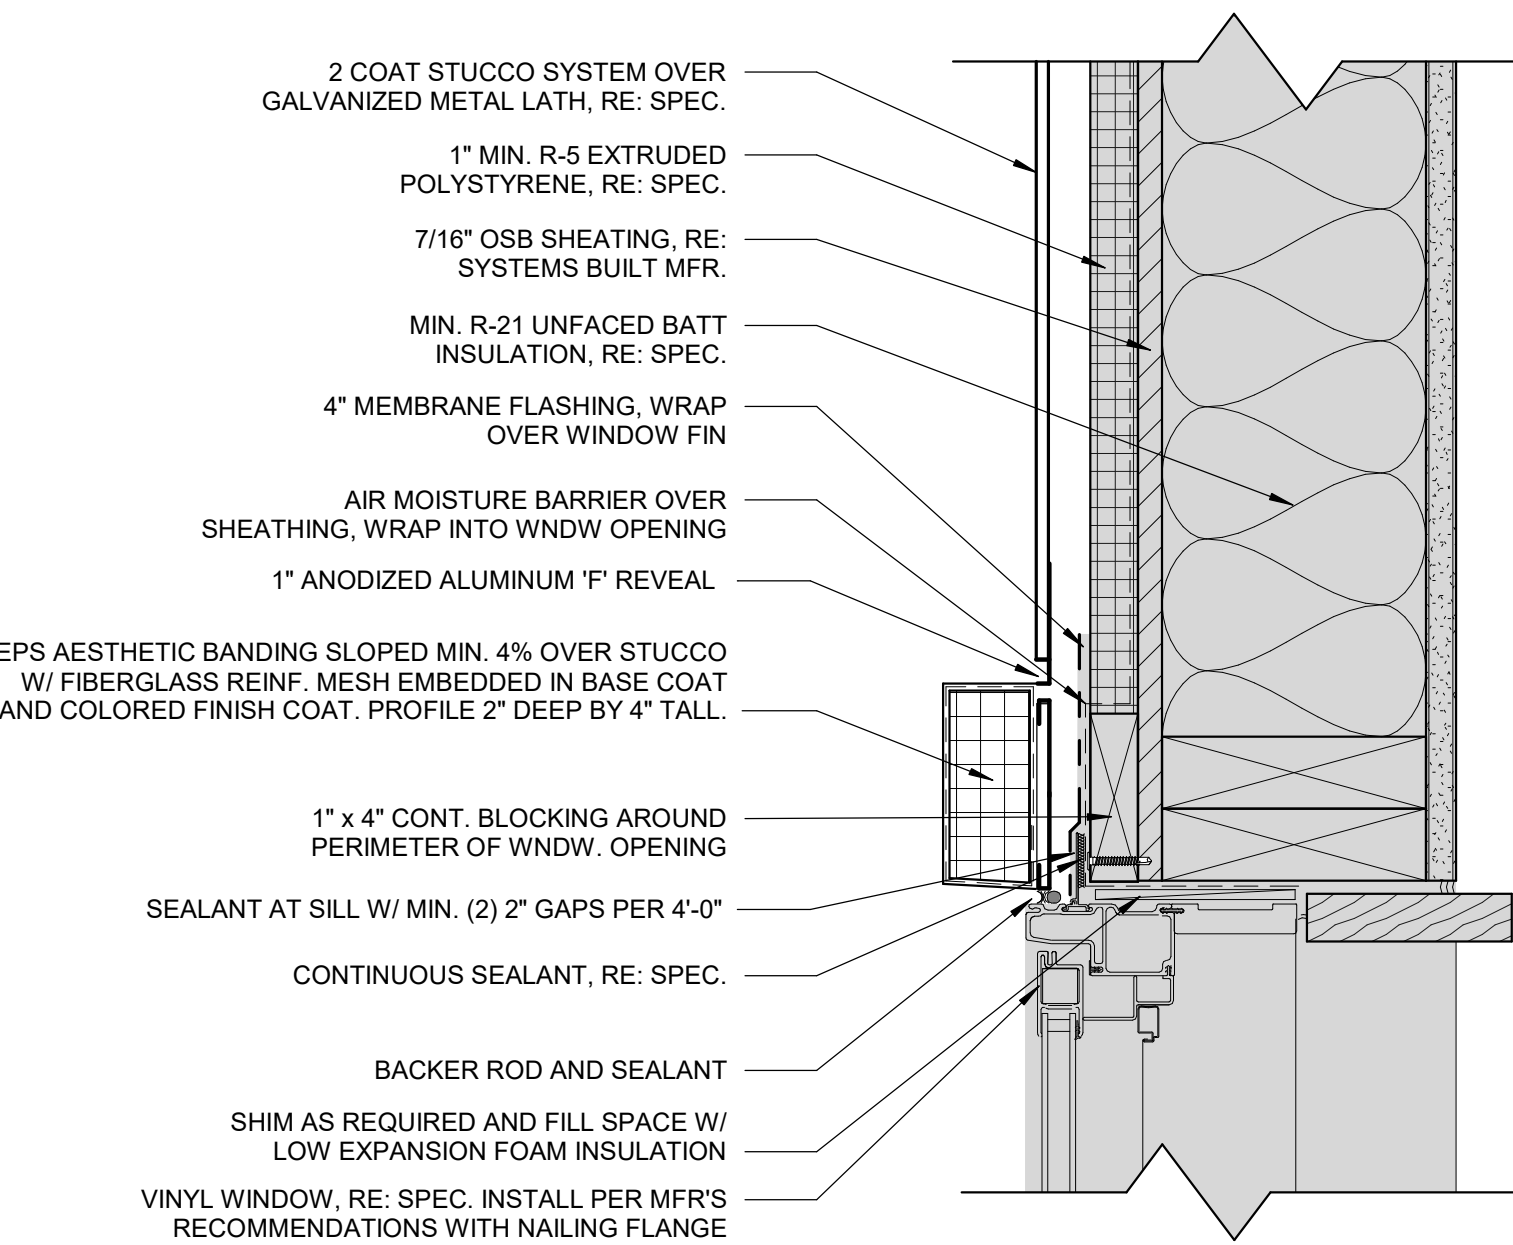 2 COAT STUCCO SYSTEM OVER
GALVANIZED METAL LATH, RE: SPEC.
1" MIN. R-5 EXTRUDED
POLYSTYRENE, RE: SPEC.
7/16" OSB SHEATING, RE:
SYSTEMS BUILT MFR.
MIN. R-21 UNFACED BATT
INSULATION, RE: SPEC.
4" MEMBRANE FLASHING, WRAP
OVER WINDOW FIN
AIR MOISTURE BARRIER OVER
SHEATHING, WRAP INTO WNDW OPENING
1" ANODIZED ALUMINUM 'F' REVEAL
EPS AESTHETIC BANDING SLOPED MIN. 4% OVER STUCCO
W/ FIBERGLASS REINF. MESH EMBEDDED IN BASE COAT
AND COLORED FINISH COAT. PROFILE 2" DEEP BY 4" TALL.
1" x 4" CONT. BLOCKING AROUND
PERIMETER OF WNDW. OPENING
SEALANT AT SILL W/ MIN. (2) 2" GAPS PER 4'-0"
CONTINUOUS SEALANT, RE: SPEC.
BACKER ROD AND SEALANT
SHIM AS REQUIRED AND FILL SPACE W/
LOW EXPANSION FOAM INSULATION
VINYL WINDOW, RE: SPEC. INSTALL PER MFR'S
RECOMMENDATIONS WITH NAILING FLANGE